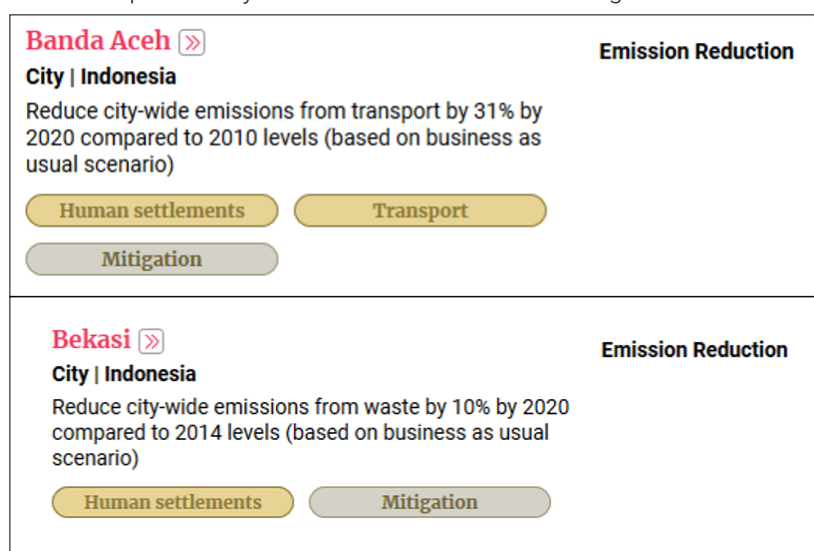 Banda Aceh
Emission Reduction
City | Indonesia
Reduce city-wide emissions from transport by 31% by
2020 compared to 2010 levels (based on business as
usual scenario)
Human settlements
Transport
Mitigation
Bekasi
Emission Reduction
City | Indonesia
Reduce city-wide emissions from waste by 10% by 2020
compared to 2014 levels (based on business as usual
scenario)
Human settlements
Mitigation